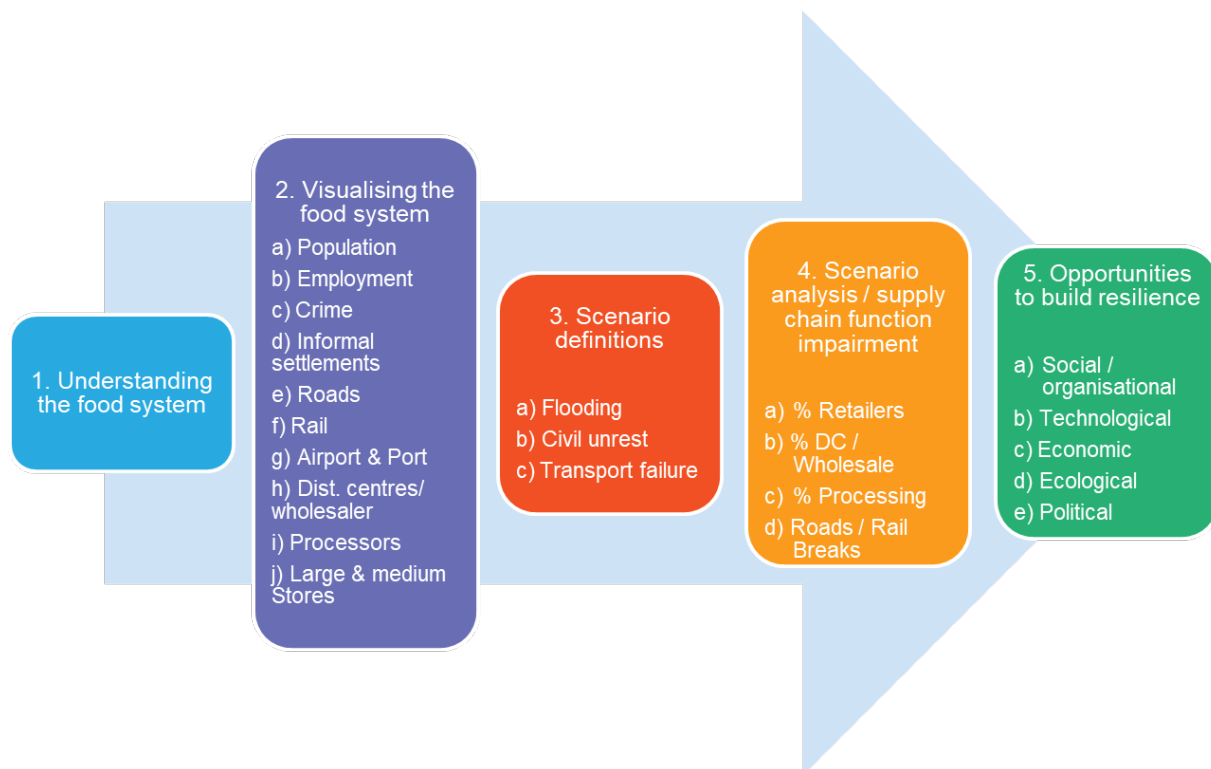 1. Understanding
the food system
2. Visualising the
food system
a) Population
b) Employment
c) Crime
d) Informal
settlements
e) Roads
f) Rail
g) Airport & Port
h) Dist. centres/
wholesaler
i) Processors
j) Large & medium
Stores
3. Scenario
definitions
a) Flooding
b) Civil unrest
c) Transport failure
4. Scenario
analysis / supply
chain function
impairment
a) % Retailers
b) % DC /
Wholesale
c) % Processing
d) Roads / Rail
Breaks
5. Opportunities
to build resilience
a) Social /
organisational
b) Technological
c) Economic
d) Ecological
e) Political